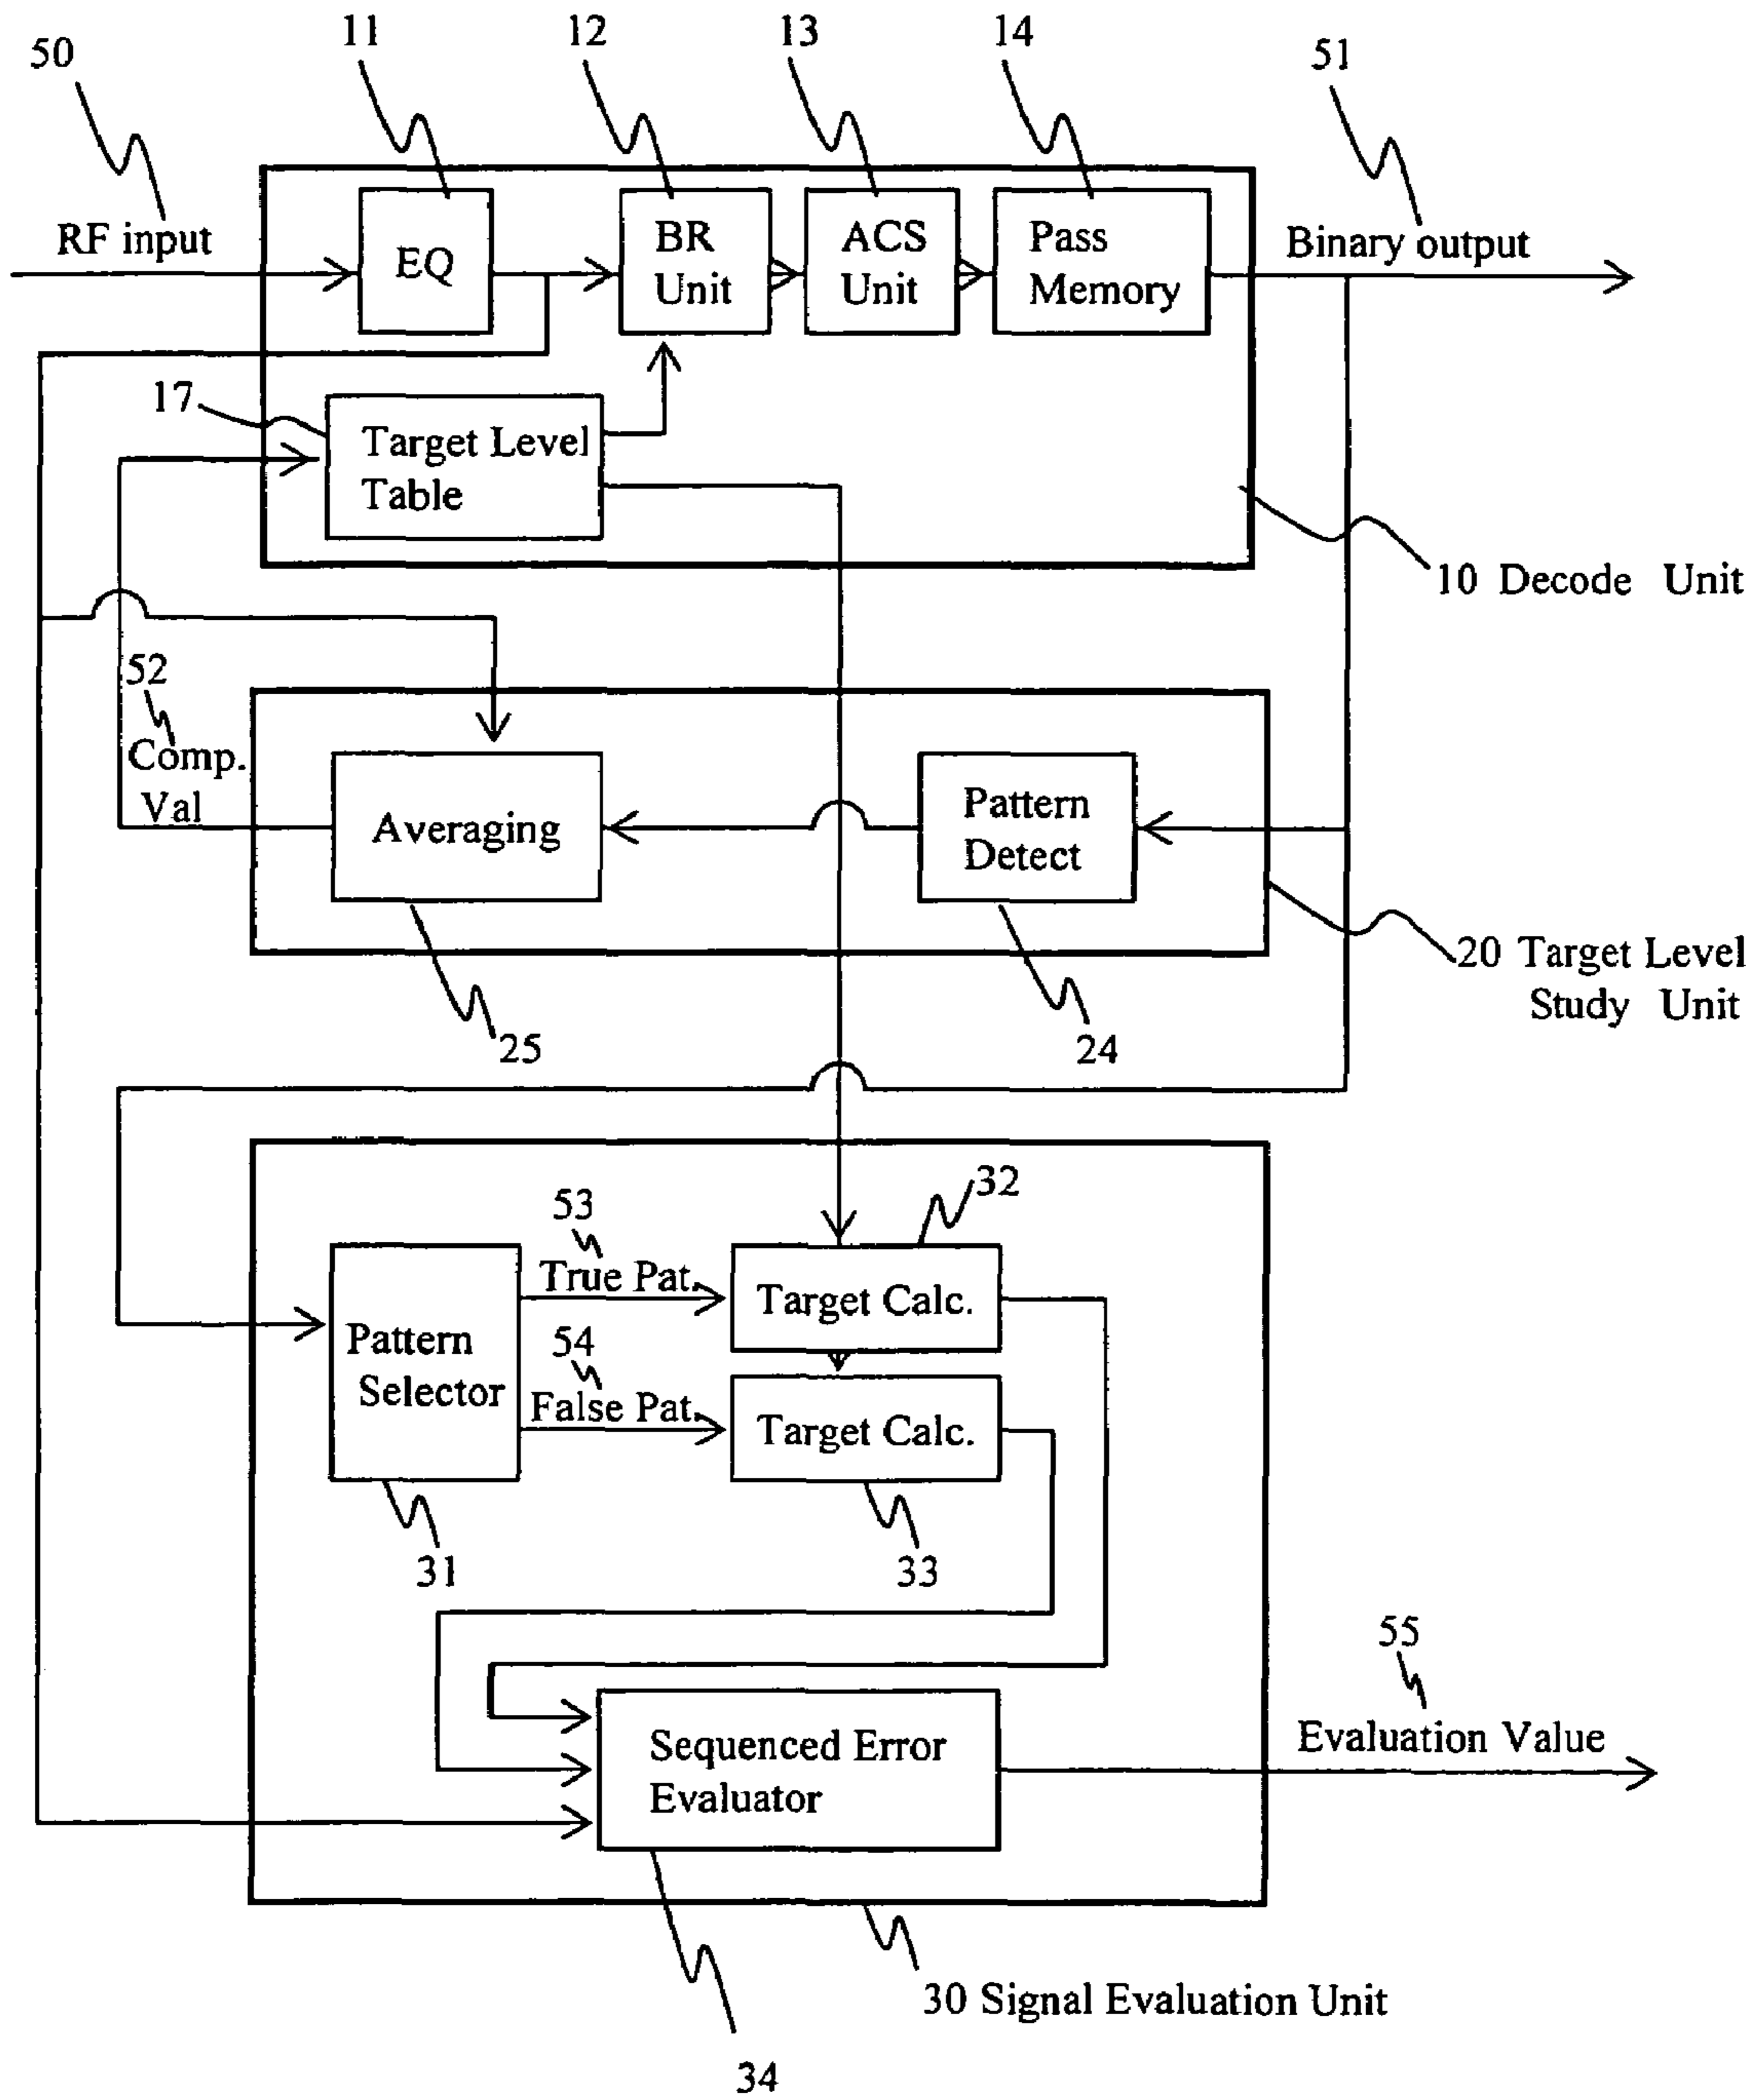 11
12
13
14
50
51
RF input
EQ
BR
Unit
ACS
Unit
Pass
Memory
Binary output
17
Target Level
Table
10 Decode Unit
52
Comp.
Val
Averaging
Pattern
Detect
20 Target Level
Study Unit
25
24
32
53
True Pat.
Target Calc.
Pattern
Selector
54
False Pat.
Target Calc.
31
33
55
Sequenced Error
Evaluator
Evaluation Value
30 Signal Evaluation Unit
34